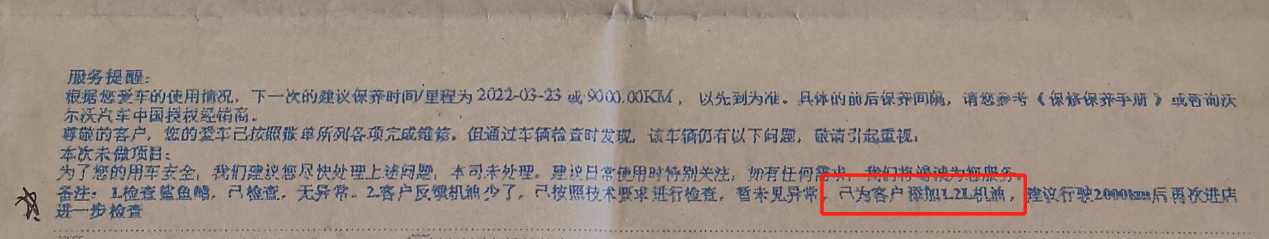 服务提醒:
根据您爱车的使用情况,下一次的建议保养时间/里程为 2022-03-23 或 9000.00KM ,以先到为准。具体的前后保养间隔,请您参考《保修保养手册》或咨询沃
尔沃汽车中国授权经销商。
尊敬的客户,您的爱车已按照账单所列各项完成维修。但通过车辆检查时发现,该车辆仍有以下问题,敬请引起重视:
本次未做项目:
为了您的用车安全,我们建议您尽快处理上述问题,本司未处理。建议日常使用时特别关注,如有任何需求,我们将竭诚为您服务
备注: 1.检查鲨鱼鳍,已检查,无异常。2.客户反馈机油少了,已按照技术要求进行检查,暂未见异常,已为客户添加1.2L机油,建议行驶2000km后再次进店
进一步检查